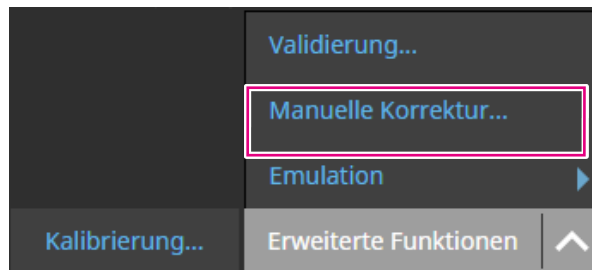 Validierung...
Manuelle Korrektur...
Emulation
Kalibrierung...
Erweiterte Funktionen